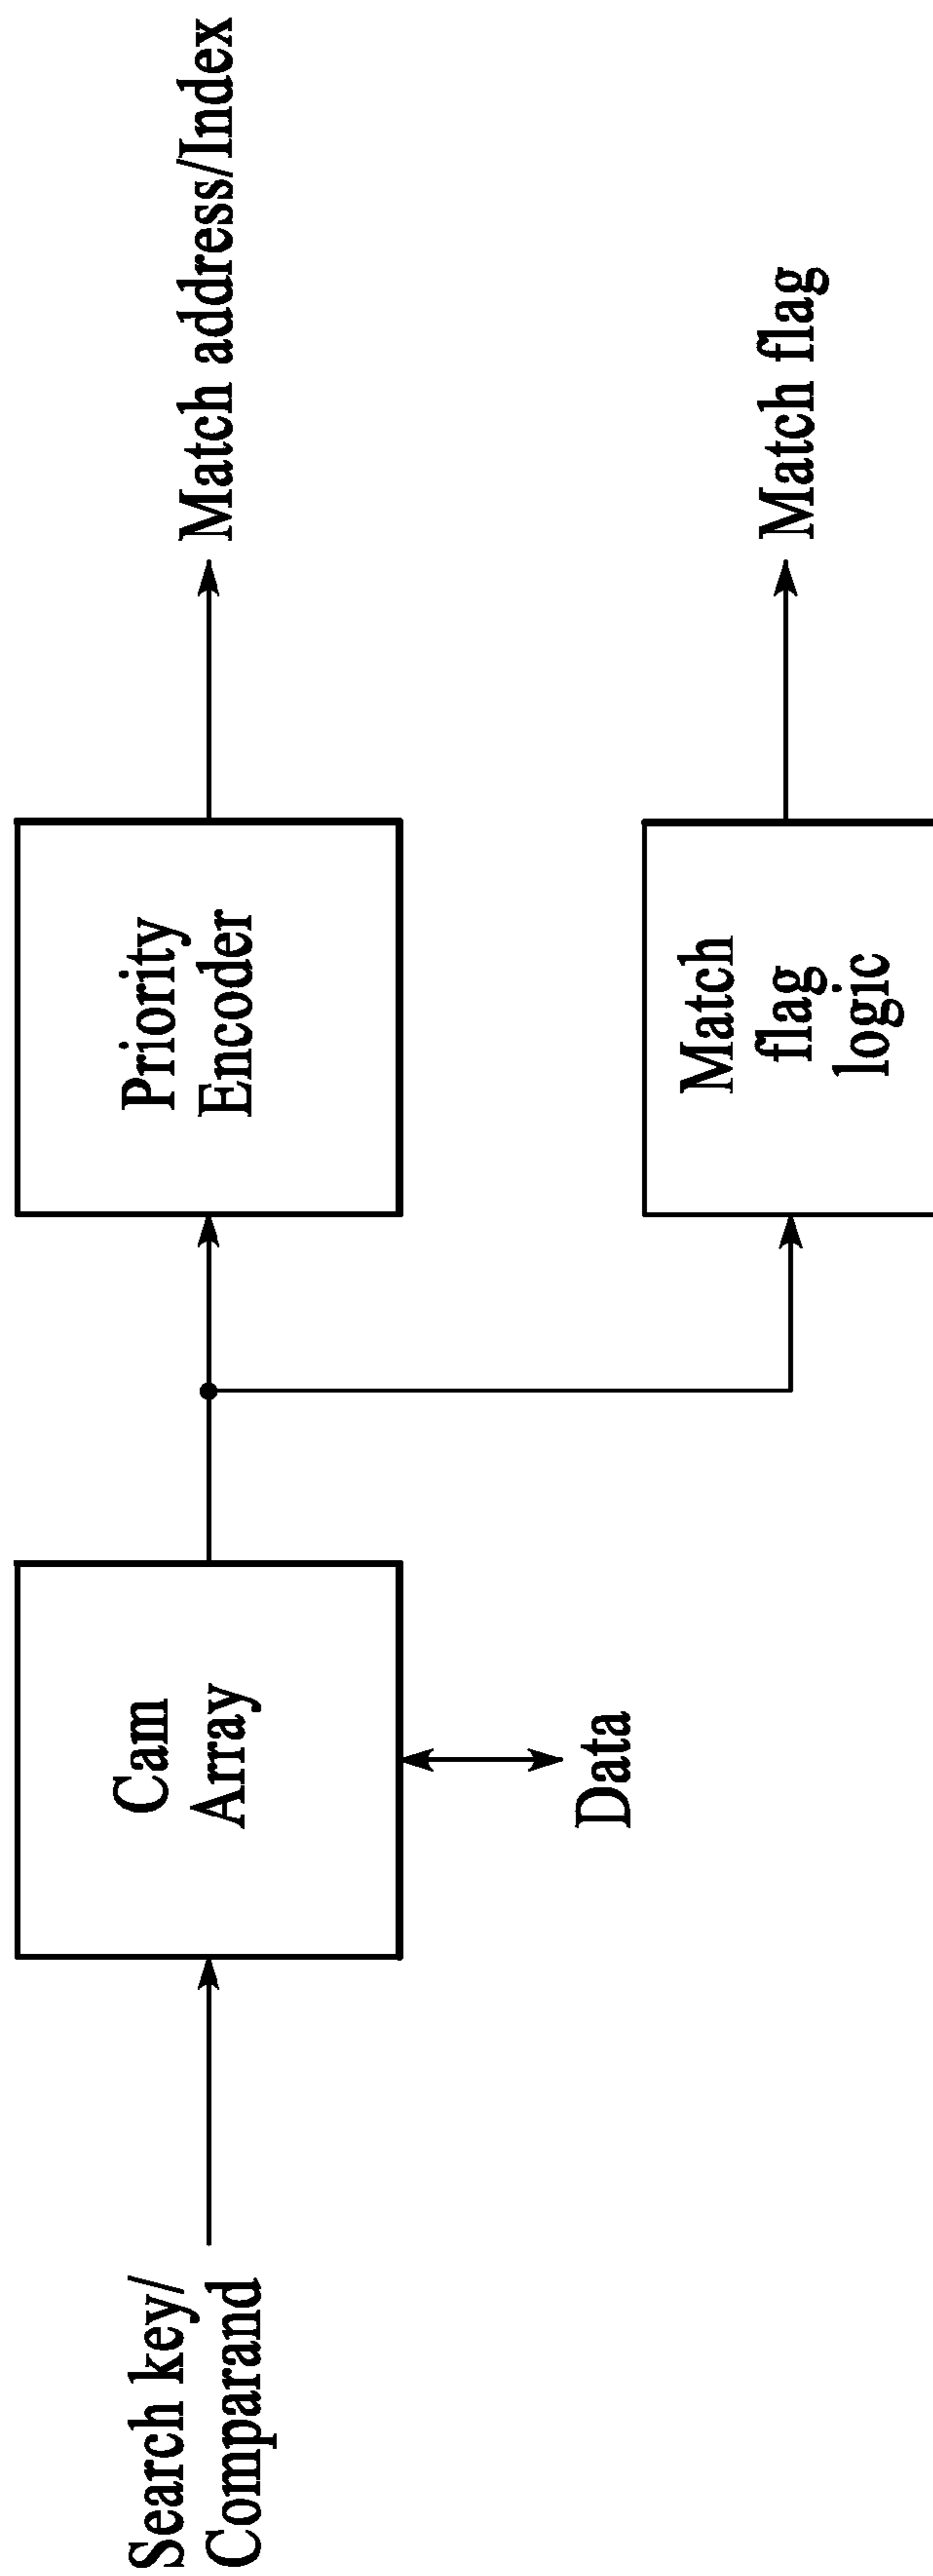 Search key/
Comparand
Cam
Array
Data
Priority
Encoder
Match address/Index
Match
flag
logic
Match flag